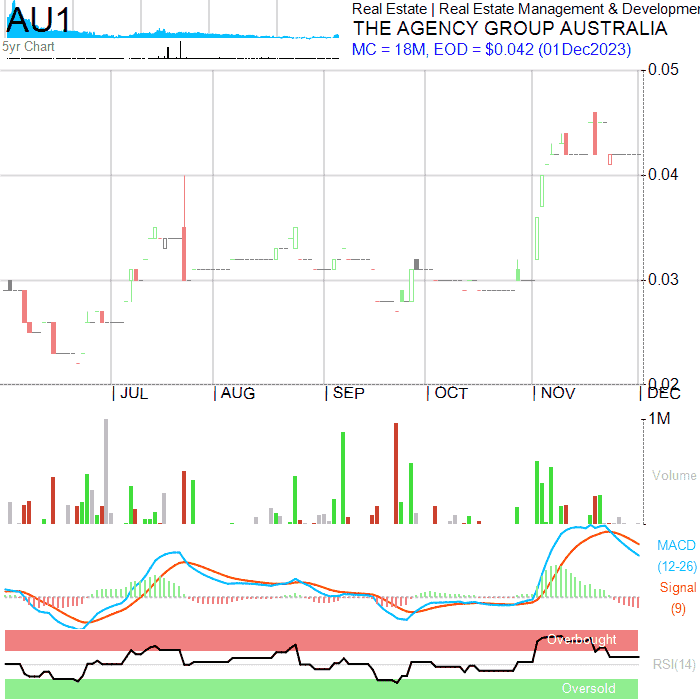 AU1
5yr Chart
Real Estate | Real Estate Management & Developmen
THE AGENCY GROUP AUSTRALIA
MC = 18M, EOD = $0.042 (01Dec2023)
0.05
0.04
0.03
0.02
JUL AUG SEP OCT NOV DEC
1M
Volume
MACD
(12-26)
Signal
(9)
Overbought
RSI(14)
Oversold